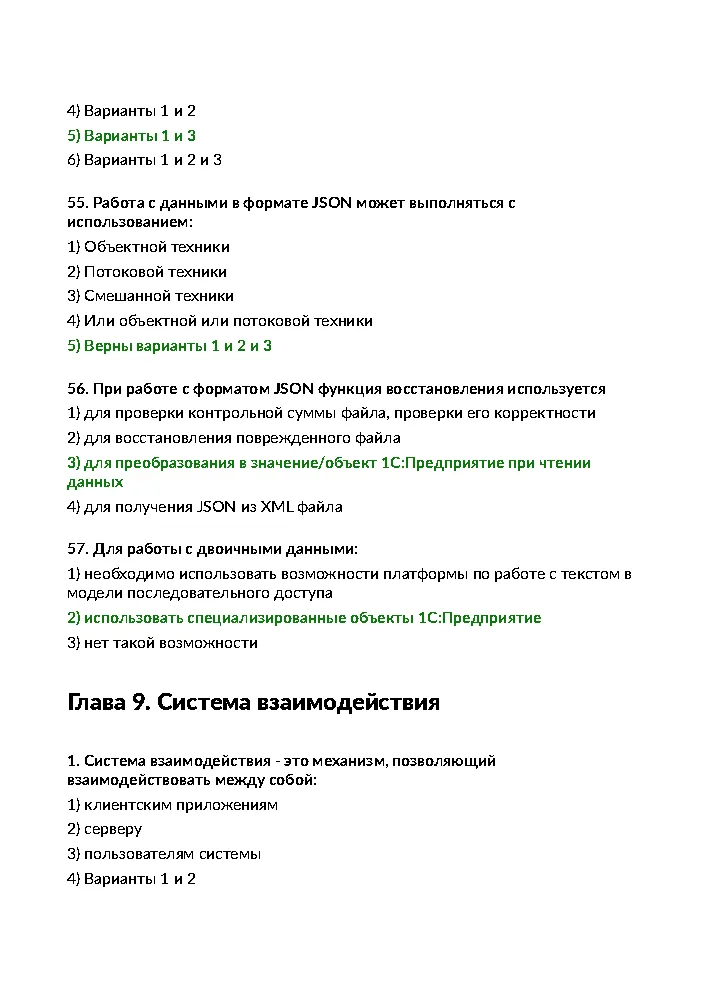 4) Варианты 1 и 2
5) Варианты 1 и 3
6) Варианты 1 и 2 и 3
55. Работа с данными в формате JSON может выполняться с
использованием:
1) Объектной техники
2) Потоковой техники
3) Смешанной техники
4) Или объектной или потоковой техники
5) Верны варианты 1 и 2 и 3
56. При работе с форматом JSON функция восстановления используется
1) для проверки контрольной суммы файла, проверки его корректности
2) для восстановления поврежденного файла
3) для преобразования в значение/объект 1С:Предприятие при чтении
данных
4) для получения JSON из XML файла
57. Для работы с двоичными данными:
1) необходимо использовать возможности платформы по работе с текстом в
модели последовательного доступа
2) использовать специализированные объекты 1С:Предприятие
3) нет такой возможности
Глава 9. Система взаимодействия
1. Система взаимодействия - это механизм, позволяющий
взаимодействовать между собой:
1) клиентским приложениям
2) серверу
3) пользователям системы
4) Варианты 1 и 2